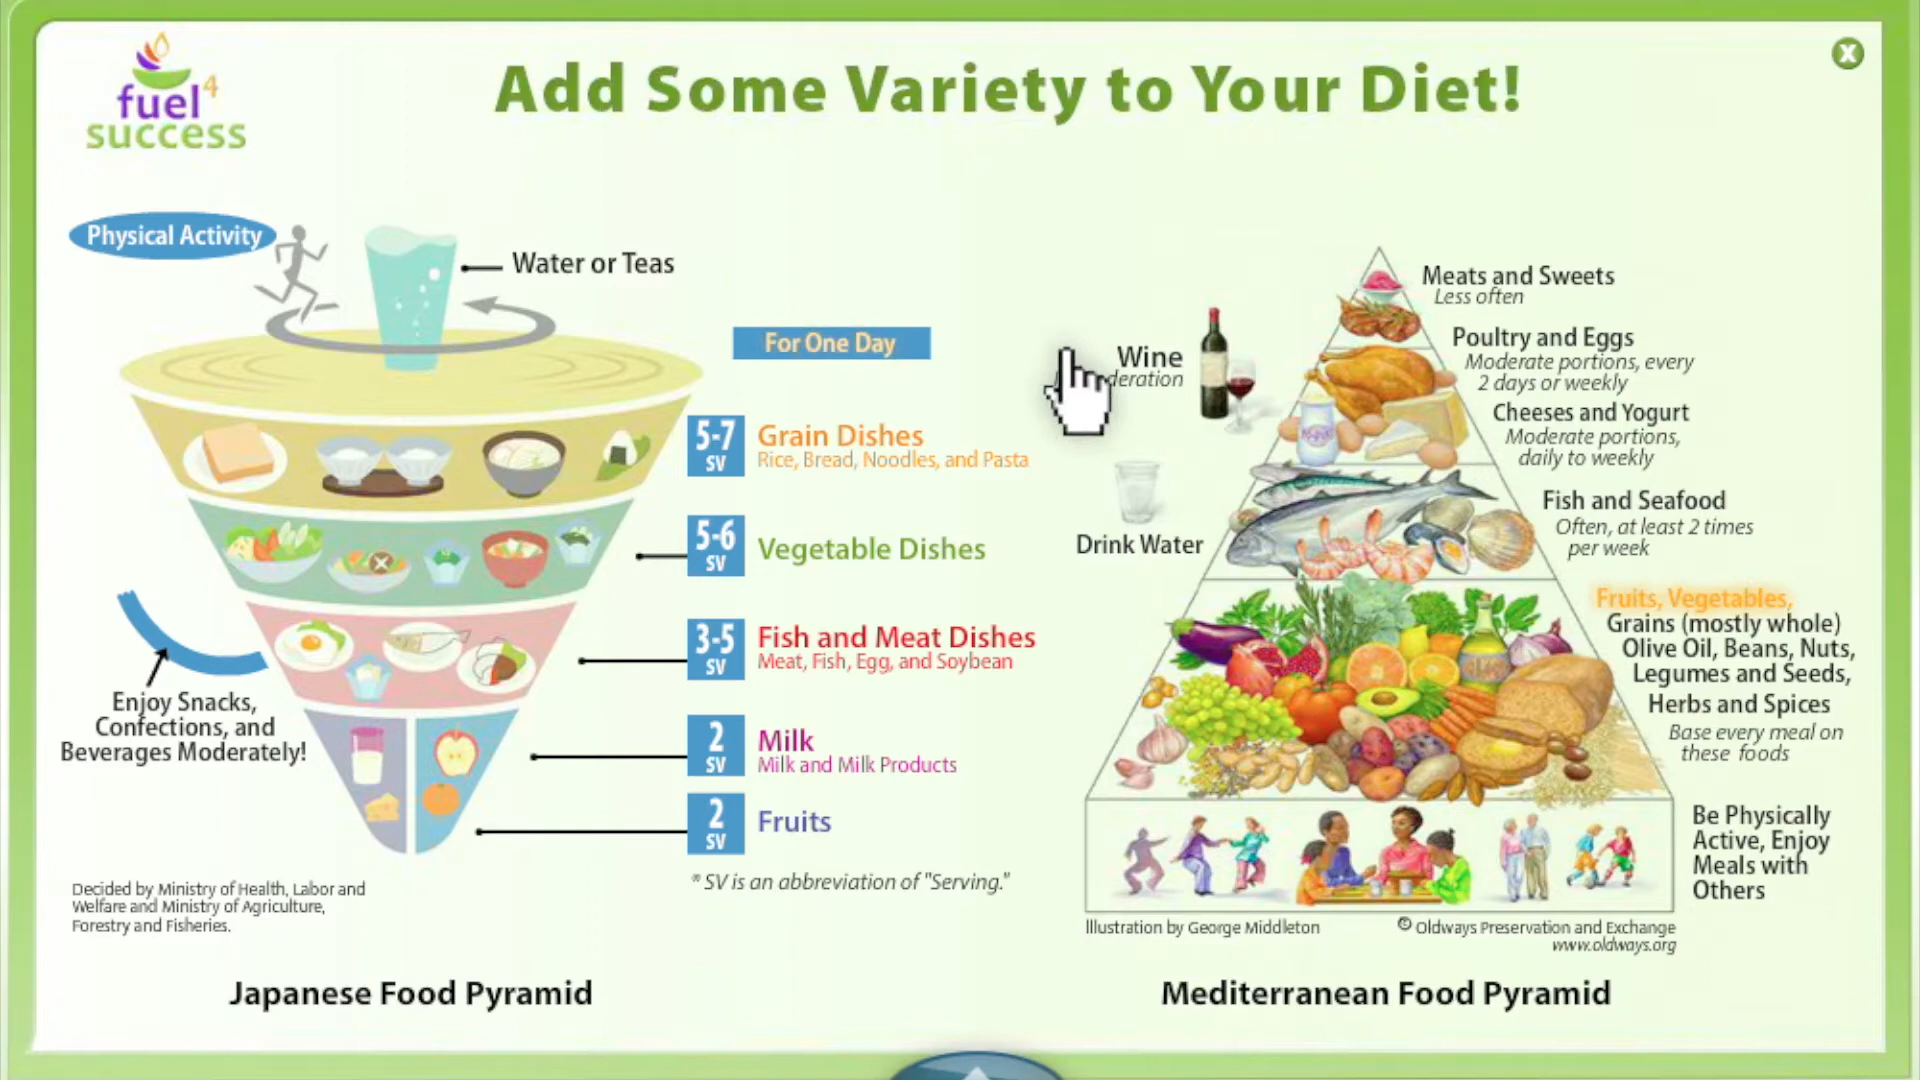 fuel4
success
Add Some Variety to Your Diet!
X
Physical Activity
Water or Teas
For One Day
5-7
SV
Grain Dishes
Rice, Bread, Noodles, and Pasta
5-6
SV
Vegetable Dishes
3-5
SV
Fish and Meat Dishes
Meat, Fish, Egg, and Soybean
2
SV
Milk
Milk and Milk Products
2
SV
Fruits
* SV is an abbreviation of "Serving."
Enjoy Snacks,
Confections, and
Beverages Moderately!
Decided by Ministry of Health, Labor and
Welfare and Ministry of Agriculture,
Forestry and Fisheries.
Japanese Food Pyramid
Wine
Drink Water
Meats and Sweets
Less often
Poultry and Eggs
Moderate portions, every
2 days or weekly
Cheeses and Yogurt
Moderate portions,
daily to weekly
Fish and Seafood
Often, at least 2 times
per week
Fruits, Vegetables,
Grains (mostly whole)
Olive Oil, Beans, Nuts,
Legumes and Seeds,
Herbs and Spices
Base every meal on
these foods
Be Physically
Active, Enjoy
Meals with
Others
Illustration by George Middleton
© Oldways Preservation and Exchange
www.oldways.org
Mediterranean Food Pyramid